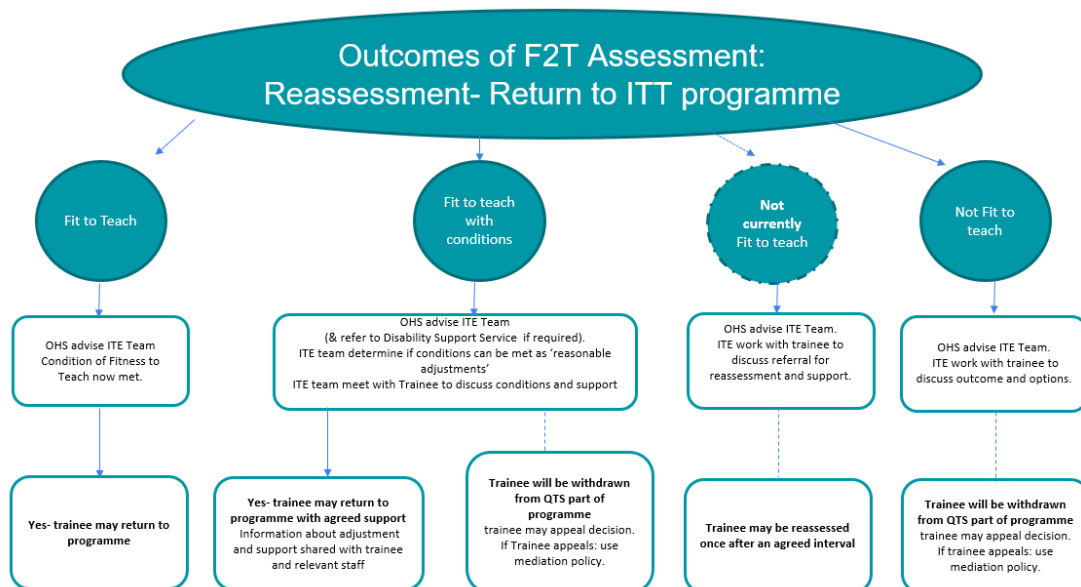 Outcomes of F2T Assessment:
Reassessment- Return to ITT programme
Fit to Teach
Fit to teach
with
conditions
Not
currently
Fit to teach
Not Fit to
teach
OHS advise ITE Team
Condition of Fitness to
Teach now met.
OHS advise ITE Team
(& refer to Disability Support Service if required).
ITE team determine if conditions can be met as ‘reasonable
adjustments’
ITE team meet with Trainee to discuss conditions and support
OHS advise ITE Team.
ITE work with trainee to
discuss referral for
reassessment and support.
OHS advise ITE Team.
ITE work with trainee to
discuss outcome and options.
Yes- trainee may return to
programme
Yes- trainee may return to
programme with agreed support
Information about adjustment
and support shared with trainee
and relevant staff
Trainee will be withdrawn
from QTS part of
programme
trainee may appeal decision.
If Trainee appeals: use
mediation policy.
Trainee may be reassessed
once after an agreed interval
Trainee will be withdrawn
from QTS part of programme
trainee may appeal decision.
If trainee appeals: use
mediation policy.